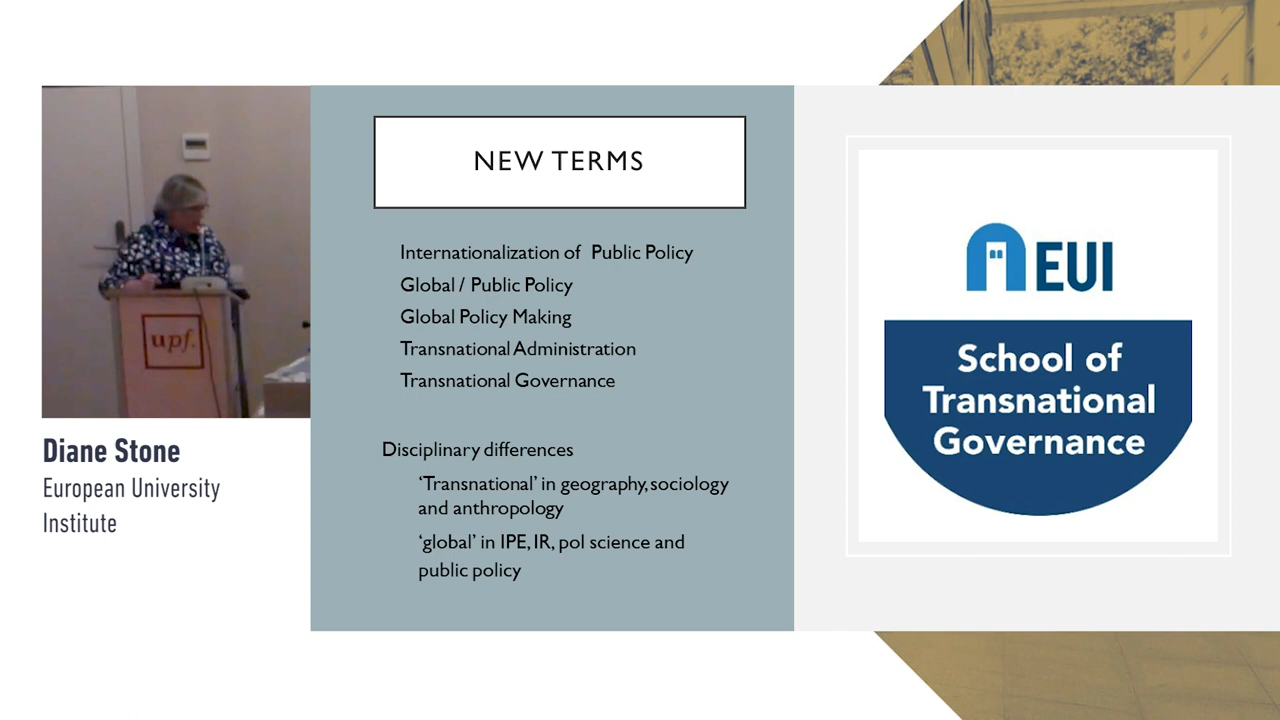 upf.
Diane Stone
European University
Institute
NEW TERMS
Internationalization of Public Policy
Global / Public Policy
Global Policy Making
Transnational Administration
Transnational Governance
Disciplinary differences
‘Transnational’ in geography, sociology
and anthropology
‘global’ in IPE, IR, pol science and
public policy
EUI
School of
Transnational
Governance